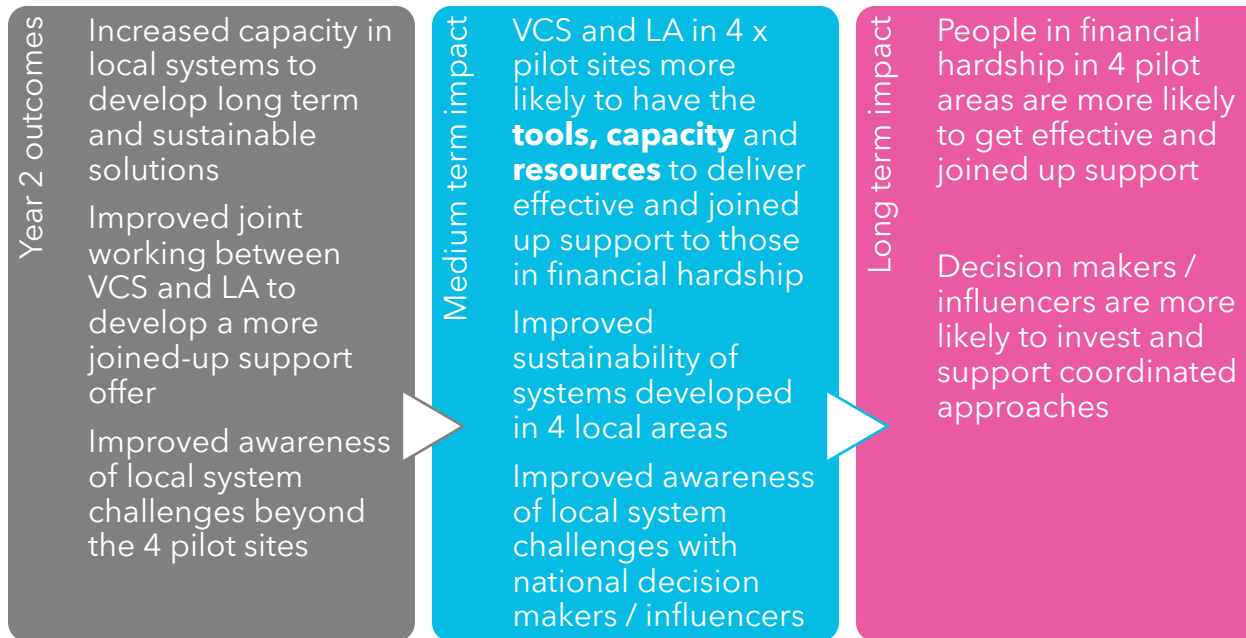 Year 2 outcomes
Increased capacity in
local systems to
develop long term
and sustainable
solutions
Improved joint
working between
VCS and LA to
develop a more
joined-up support
offer
Improved awareness
of local system
challenges beyond
the 4 pilot sites
Medium term impact
VCS and LA in 4 x
pilot sites more
likely to have the
tools, capacity and
resources to deliver
effective and joined
up support to those
in financial hardship
Improved
sustainability of
systems developed
in 4 local areas
Improved awareness
of local system
challenges with
national decision
makers / influencers
Long term impact
People in financial
hardship in 4 pilot
areas are more likely
to get effective and
joined up support
Decision makers /
influencers are more
likely to invest and
support coordinated
approaches